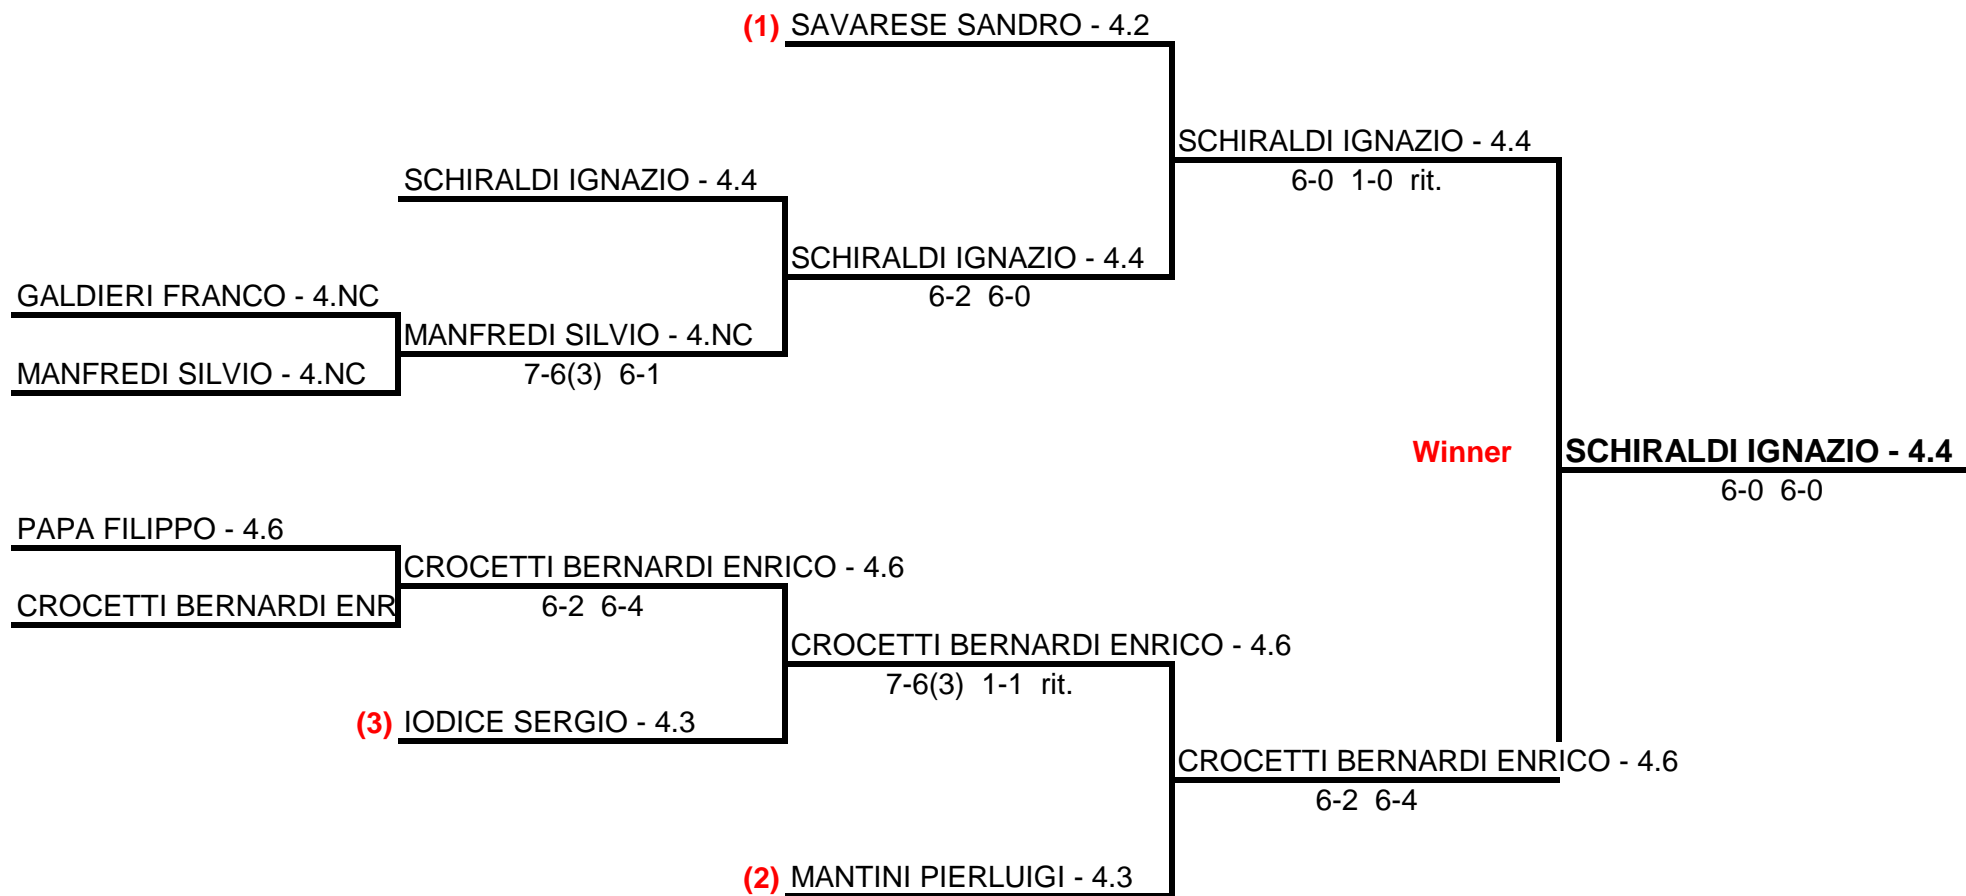 (1) SAVARESE SANDRO - 4.2
SCHIRALDI IGNAZIO - 4.4
6-0 1-0 rit.
SCHIRALDI IGNAZIO - 4.4
SCHIRALDI IGNAZIO - 4.4
6-2 6-0
GALDIERI FRANCO - 4.NC
MANFREDI SILVIO - 4.NC
7-6(3) 6-1
MANFREDI SILVIO - 4.NC
Winner SCHIRALDI IGNAZIO - 4.4
6-0 6-0
PAPA FILIPPO - 4.6
CROCETTI BERNARDI ENRICO - 4.6
6-2 6-4
CROCETTI BERNARDI ENR
CROCETTI BERNARDI ENRICO - 4.6
7-6(3) 1-1 rit.
(3) IODICE SERGIO - 4.3
CROCETTI BERNARDI ENRICO - 4.6
6-2 6-4
(2) MANTINI PIERLUIGI - 4.3